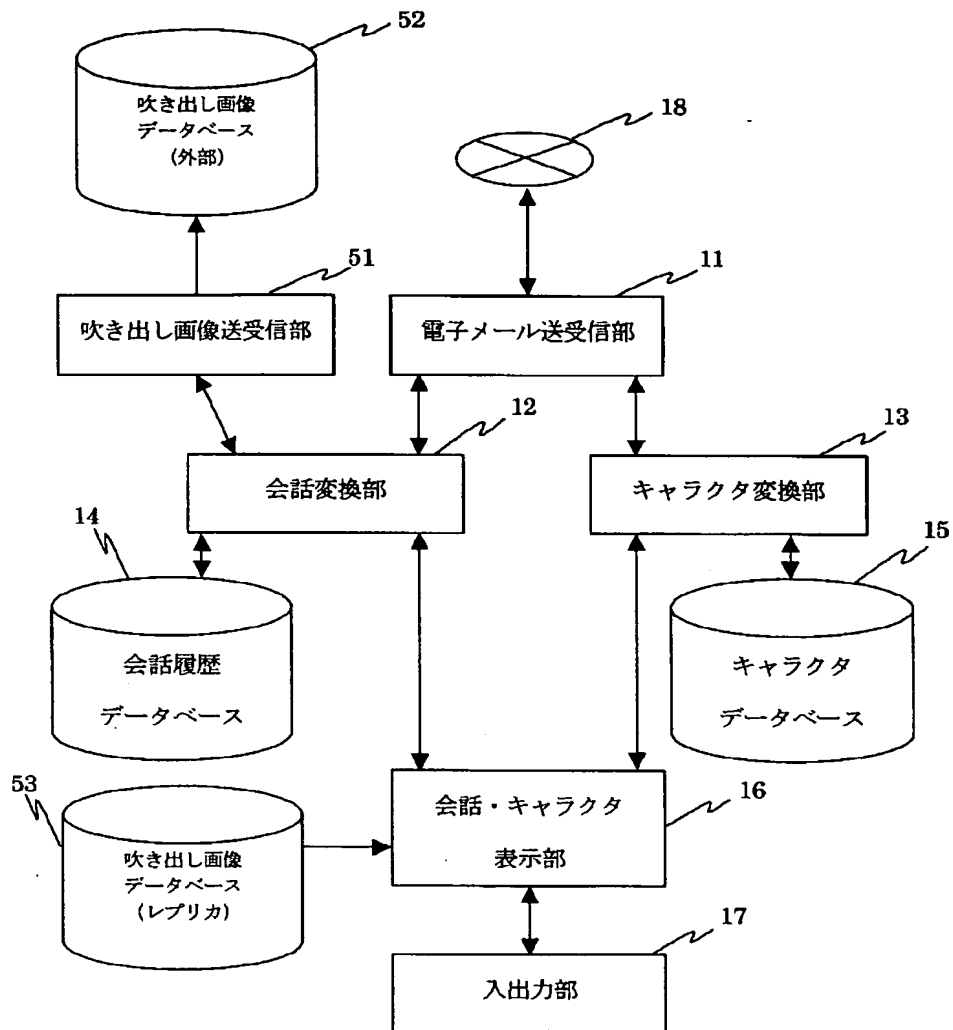 52
吹き出し画像
データベース
(外部)
18
51
11
吹き出し画像送受信部
電子メール送受信部
12
13
会話変換部
キャラクタ変換部
14
15
会話履歴
データベース
キャラクタ
データベース
53
吹き出し画像
データベース
(レプリカ)
会話・キャラクタ
表示部
16
17
入出力部